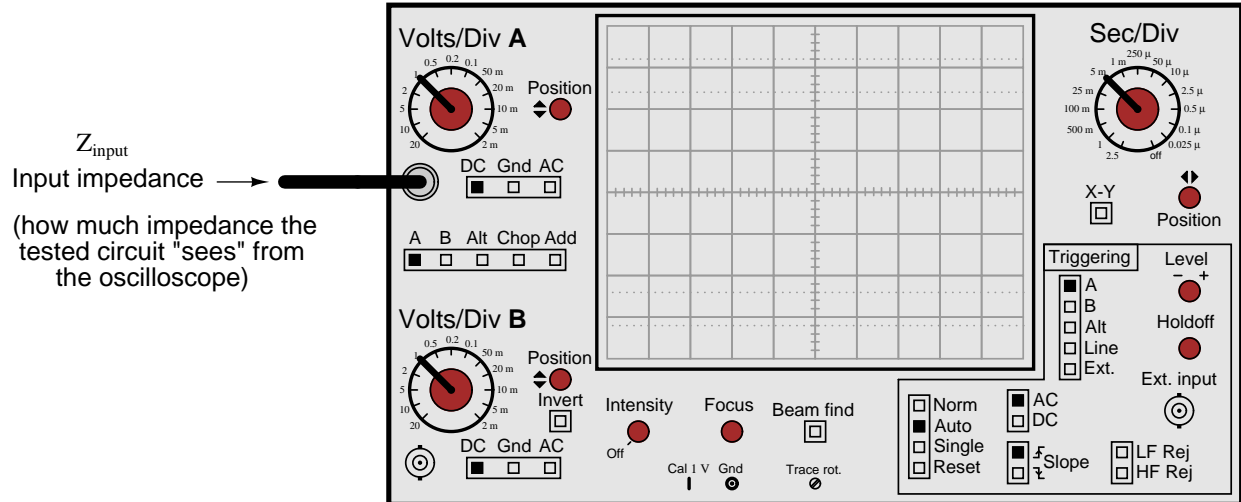 Z input
Input impedance
(how much impedance the
tested circuit "sees" from
the oscilloscope)
Volts/Div A
0.5 0.2 0.1
1 50 m
2 20 m
5 10 m
10 5 m
20 2 m
Position
DC Gnd AC
A B Alt Chop Add
Volts/Div B
0.5 0.2 0.1
1 50 m
2 20 m
5 10 m
10 5 m
20 2 m
Position
Invert
DC Gnd AC
Intensity
Off
Focus
Beam find
Cal 1 V Gnd Trace rot.
Sec/Div
250 µ
1 m 50 µ
5 m 10 µ
25 m 2.5 µ
100 m 0.5 µ
500 m 0.1 µ
1 0.025 µ
2.5 off
X-Y
Position
Triggering
A
B
Alt
Line
Ext.
Level
- +
Holdoff
Ext. input
Norm
Auto
Single
Reset
AC
DC
Slope
LF Rej
HF Rej